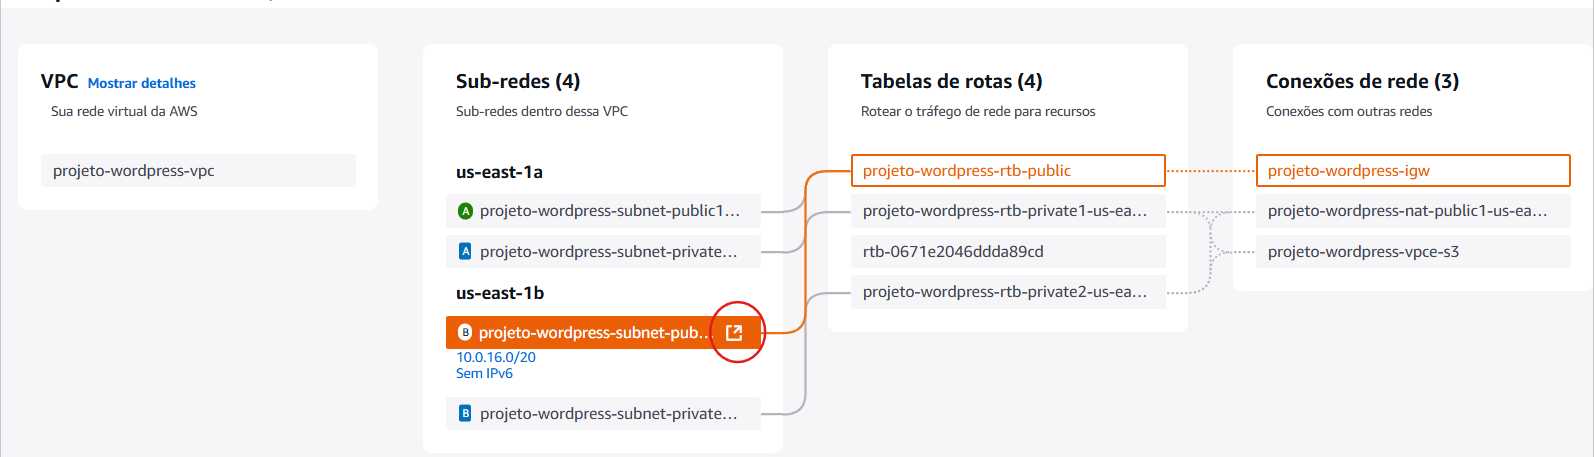 VPC Mostrar detalhes
Sua rede virtual da AWS
projeto-wordpress-vpc
Sub-redes (4)
Sub-redes dentro dessa VPC
us-east-1a
A projeto-wordpress-subnet-public1...
A projeto-wordpress-subnet-private...
us-east-1b
B projeto-wordpress-subnet-pub...
10.0.16.0/20
Sem IPv6
B projeto-wordpress-subnet-private...
Tabelas de rotas (4)
Rotear o tráfego de rede para recursos
projeto-wordpress-rtb-public
projeto-wordpress-rtb-private1-us-ea...
rtb-0671e2046ddda89cd
projeto-wordpress-rtb-private2-us-ea...
Conexões de rede (3)
Conexões com outras redes
projeto-wordpress-igw
projeto-wordpress-nat-public1-us-ea...
projeto-wordpress-vpce-s3